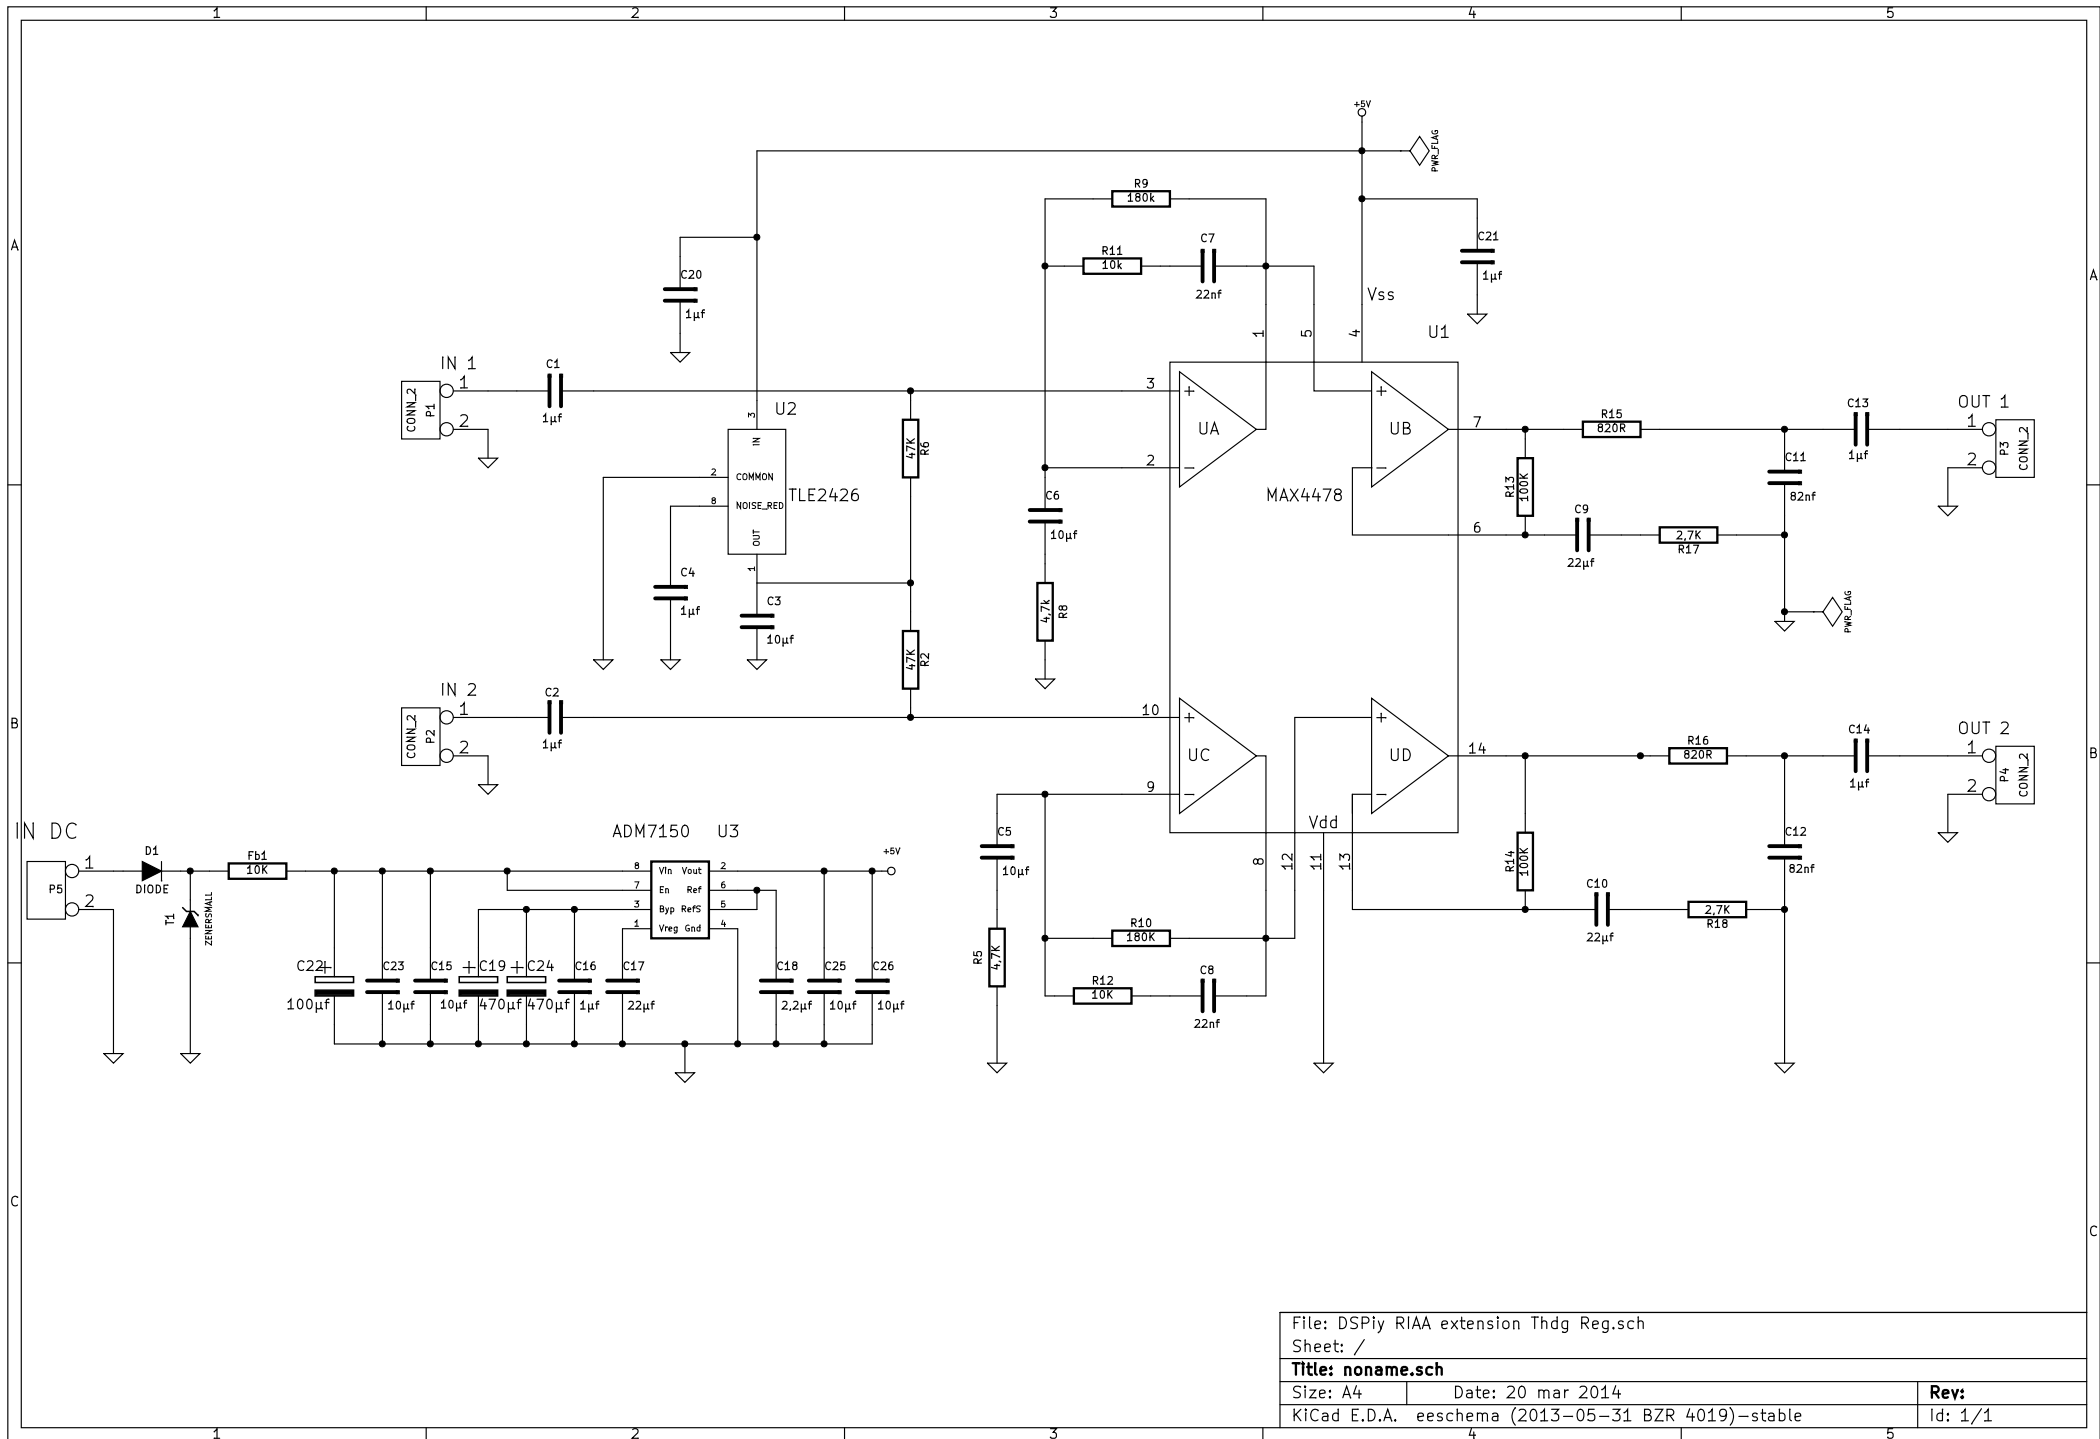 1 2 3 4 5
A
B
C
A
B
C
+5V
PWR_FLAG
R9
180k
R11
10k
C7
22nf
C21
1µf
C20
1µf
Vss
1
5
4
U1
IN 1
CONN_2
P1
1
2
C1
1µf
3
U2
IN
2
COMMON
8
NOISE_RED
OUT
1
TLE2426
47K
R6
C4
1µf
C3
10µf
47K
R2
3
2
UA
C6
10µf
4,7k
R8
MAX4478
UB
7
6
R13
100K
R15
820R
C9
22µf
2,7K
R17
C11
82nf
C13
1µf
OUT 1
1
2
P3
CONN_2
PWR_FLAG
IN 2
CONN_2
P2
1
2
C2
1µf
10
9
UC
UD
14
Vdd
8
12
11
13
C5
10µf
R5
4,7K
R10
180K
R12
10K
C8
22nf
R14
100K
R16
820R
C10
22µf
2,7K
R18
C12
82nf
C14
1µf
OUT 2
1
2
P4
CONN_2
IN DC
P5
1
2
D1
DIODE
T1
ZENERSMALL
Fb1
10K
ADM7150 U3
8 VIn Vout 2
7 En Ref 6
3 Byp RefS 5
1 Vreg Gnd 4
+5V
C22
100µf
C23
10µf
C15
10µf
C19
470µf
C24
470µf
C16
1µf
C17
22µf
C18
2,2µf
C25
10µf
C26
10µf
File: DSPiy RIAA extension Thdg Reg.sch
Sheet: /
Title: noname.sch
Size: A4 Date: 20 mar 2014 Rev:
KiCad E.D.A. eeschema (2013-05-31 BZR 4019)-stable Id: 1/1
1 2 3 4 5